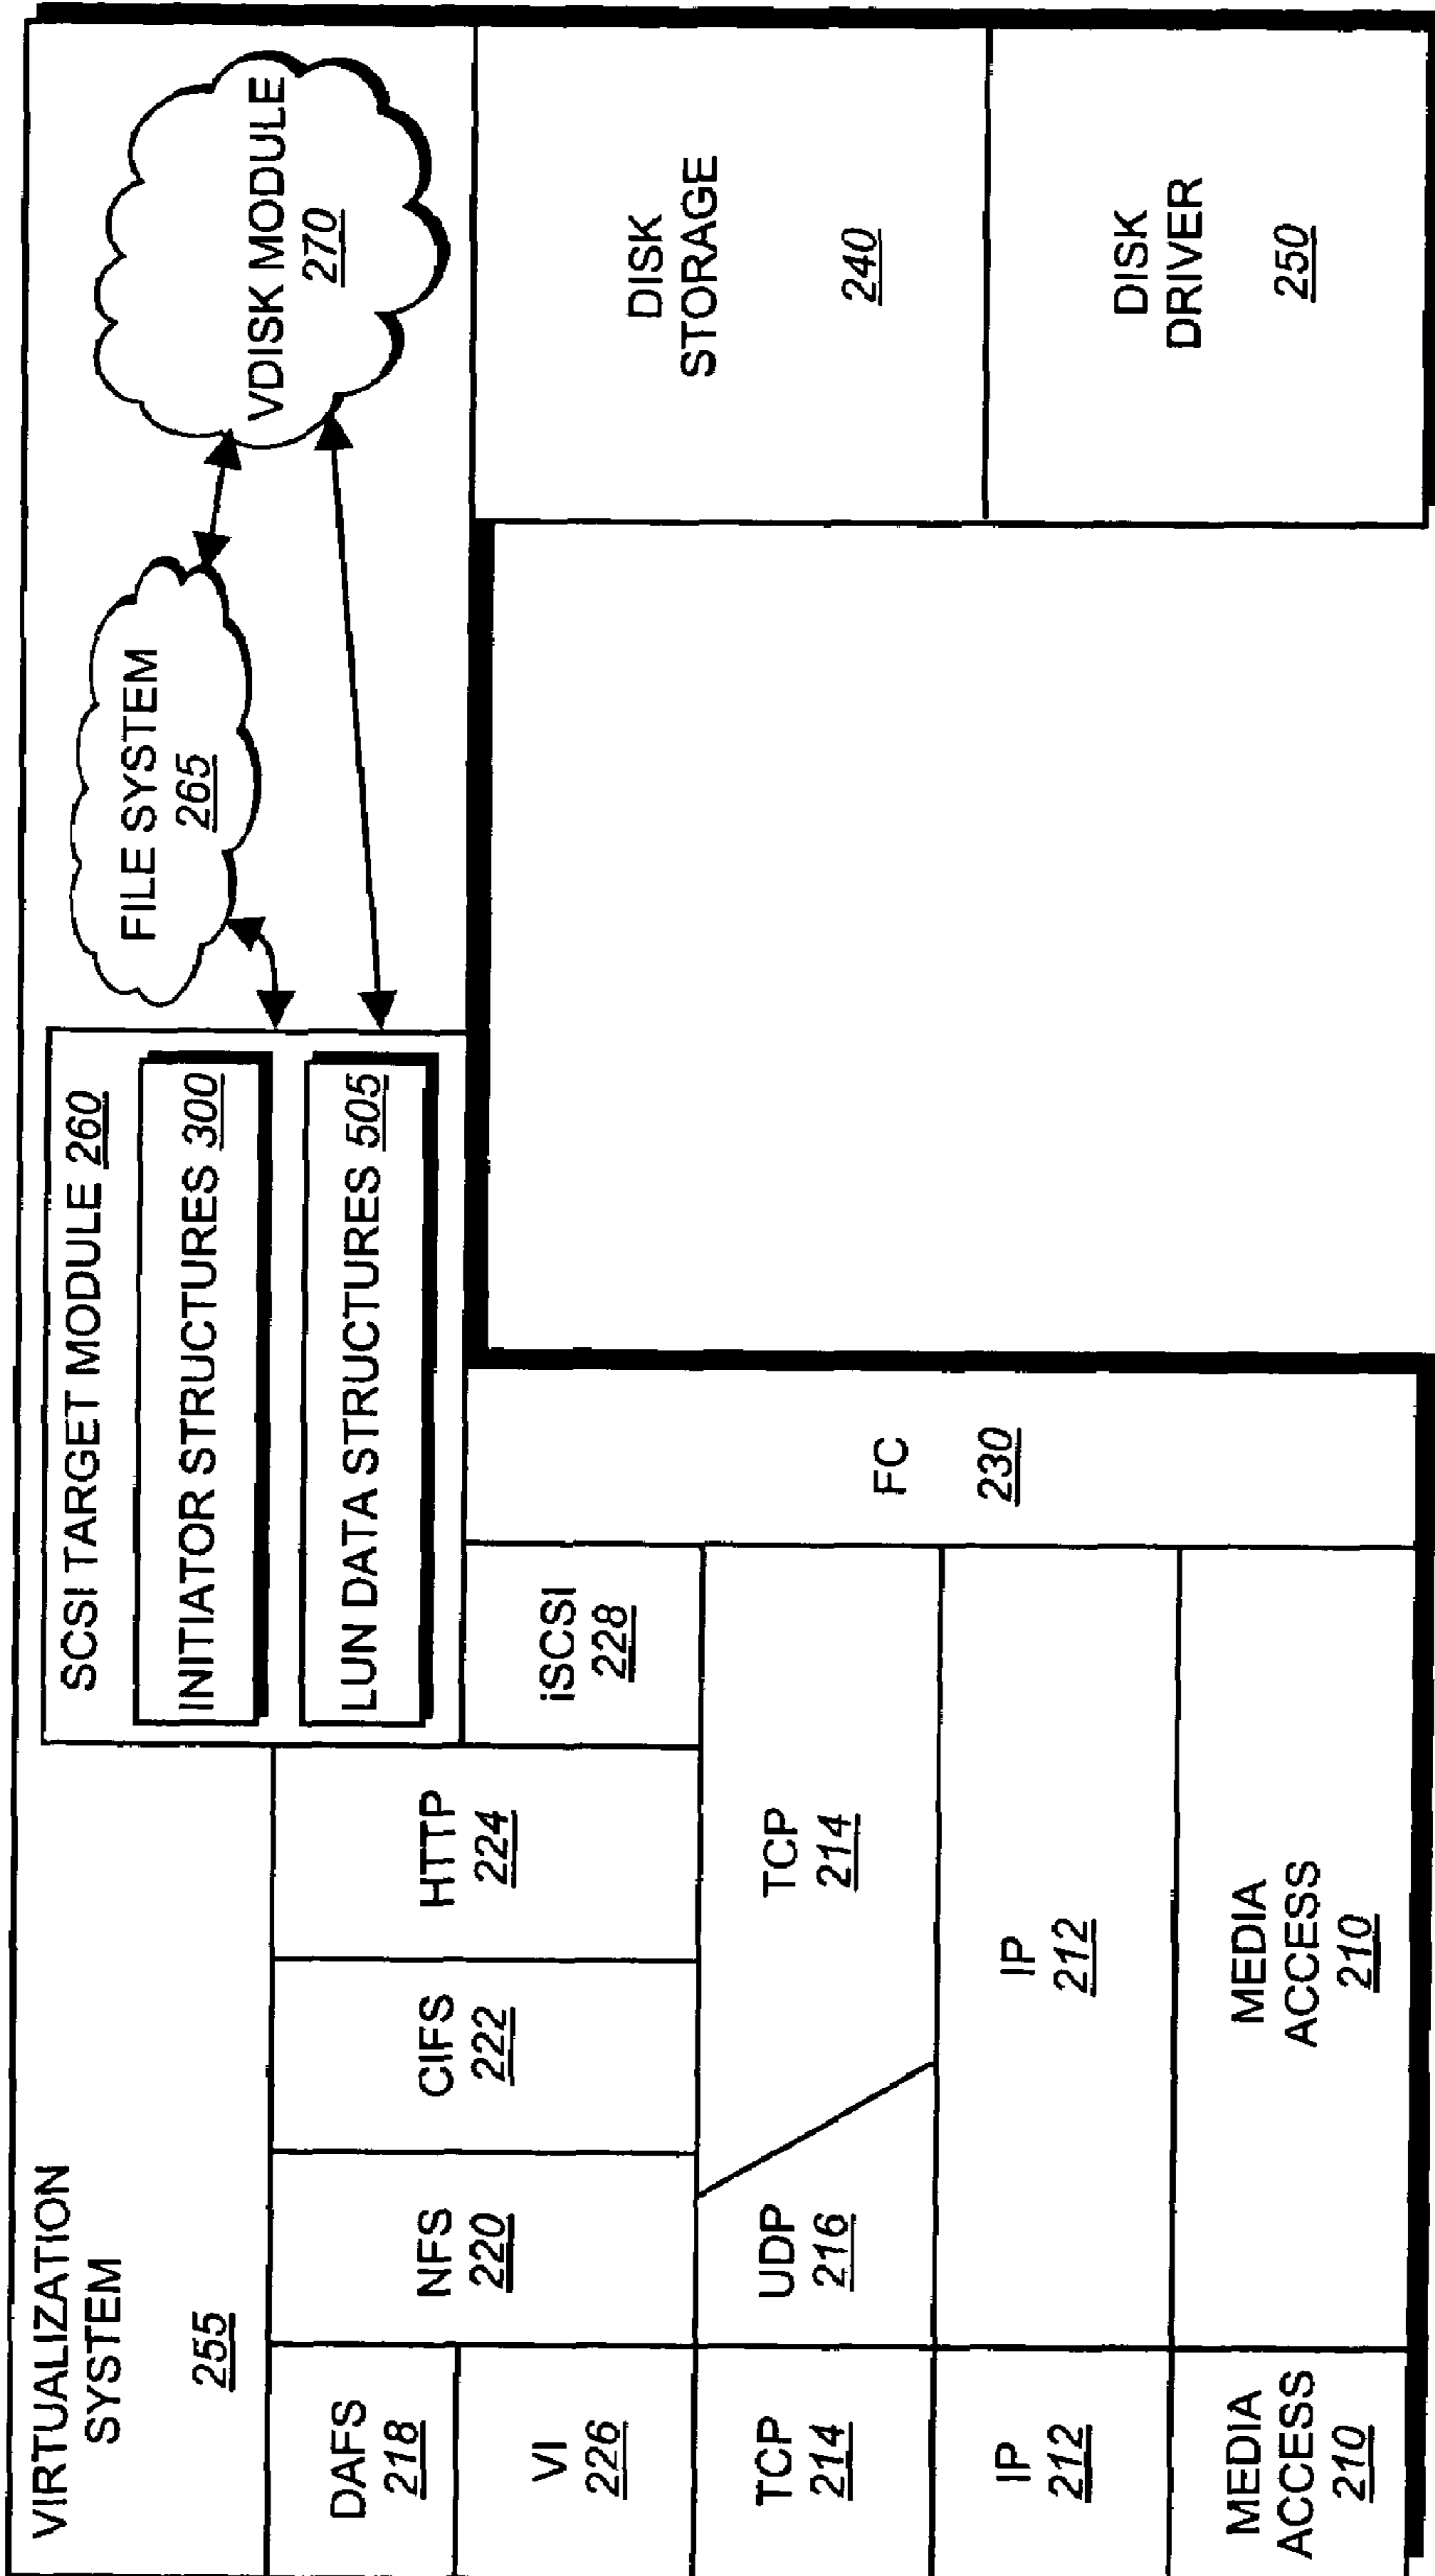 VIRTUALIZATION
SYSTEM
255
SCSI TARGET MODULE 260
INITIATOR STRUCTURES 300
LUN DATA STRUCTURES 505
FILE SYSTEM
265
VDISK MODULE
270
DAFS
218
VI
226
TCP
214
IP
212
MEDIA
ACCESS
210
NFS
220
CIFS
222
HTTP
224
iSCSI
228
UDP
216
TCP
214
IP
212
MEDIA
ACCESS
210
FC
230
DISK
STORAGE
240
DISK
DRIVER
250